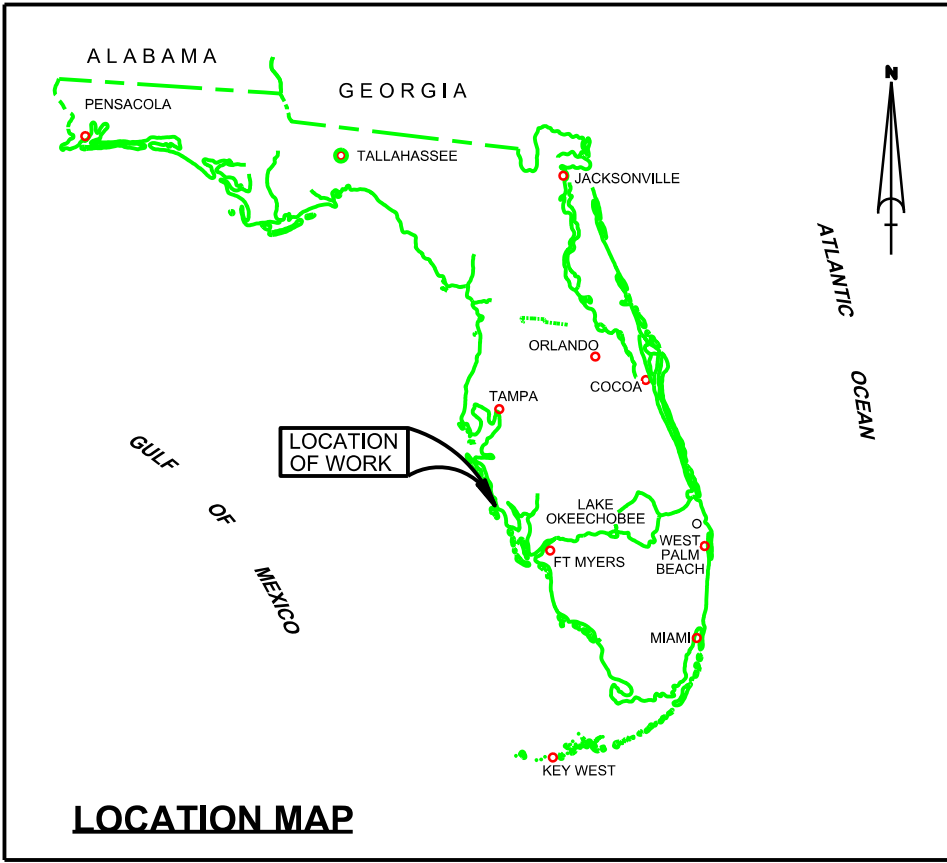 ALABAMA
GEORGIA
PENSACOLA
N
TALLAHASSEE
JACKSONVILLE
ATLANTIC
OCEAN
ORLANDO
COCOA
TAMPA
GULF
OF
MEXICO
LOCATION
OF WORK
LAKE
OKEECHOBEE
FT MYERS
WEST
PALM
BEACH
MIAMI
KEY WEST
LOCATION MAP